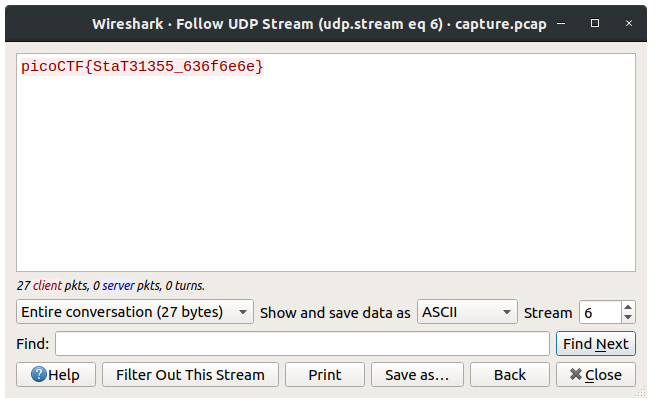 Wireshark · Follow UDP Stream (udp.stream eq 6) · capture.pcap
picoCTF{StaT31355_636f6e6e}
27 client pkts, 0 server pkts, 0 turns.
Entire conversation (27 bytes) Show and save data as ASCII Stream 6
Find: Find Next
Help Filter Out This Stream Print Save as… Back Close